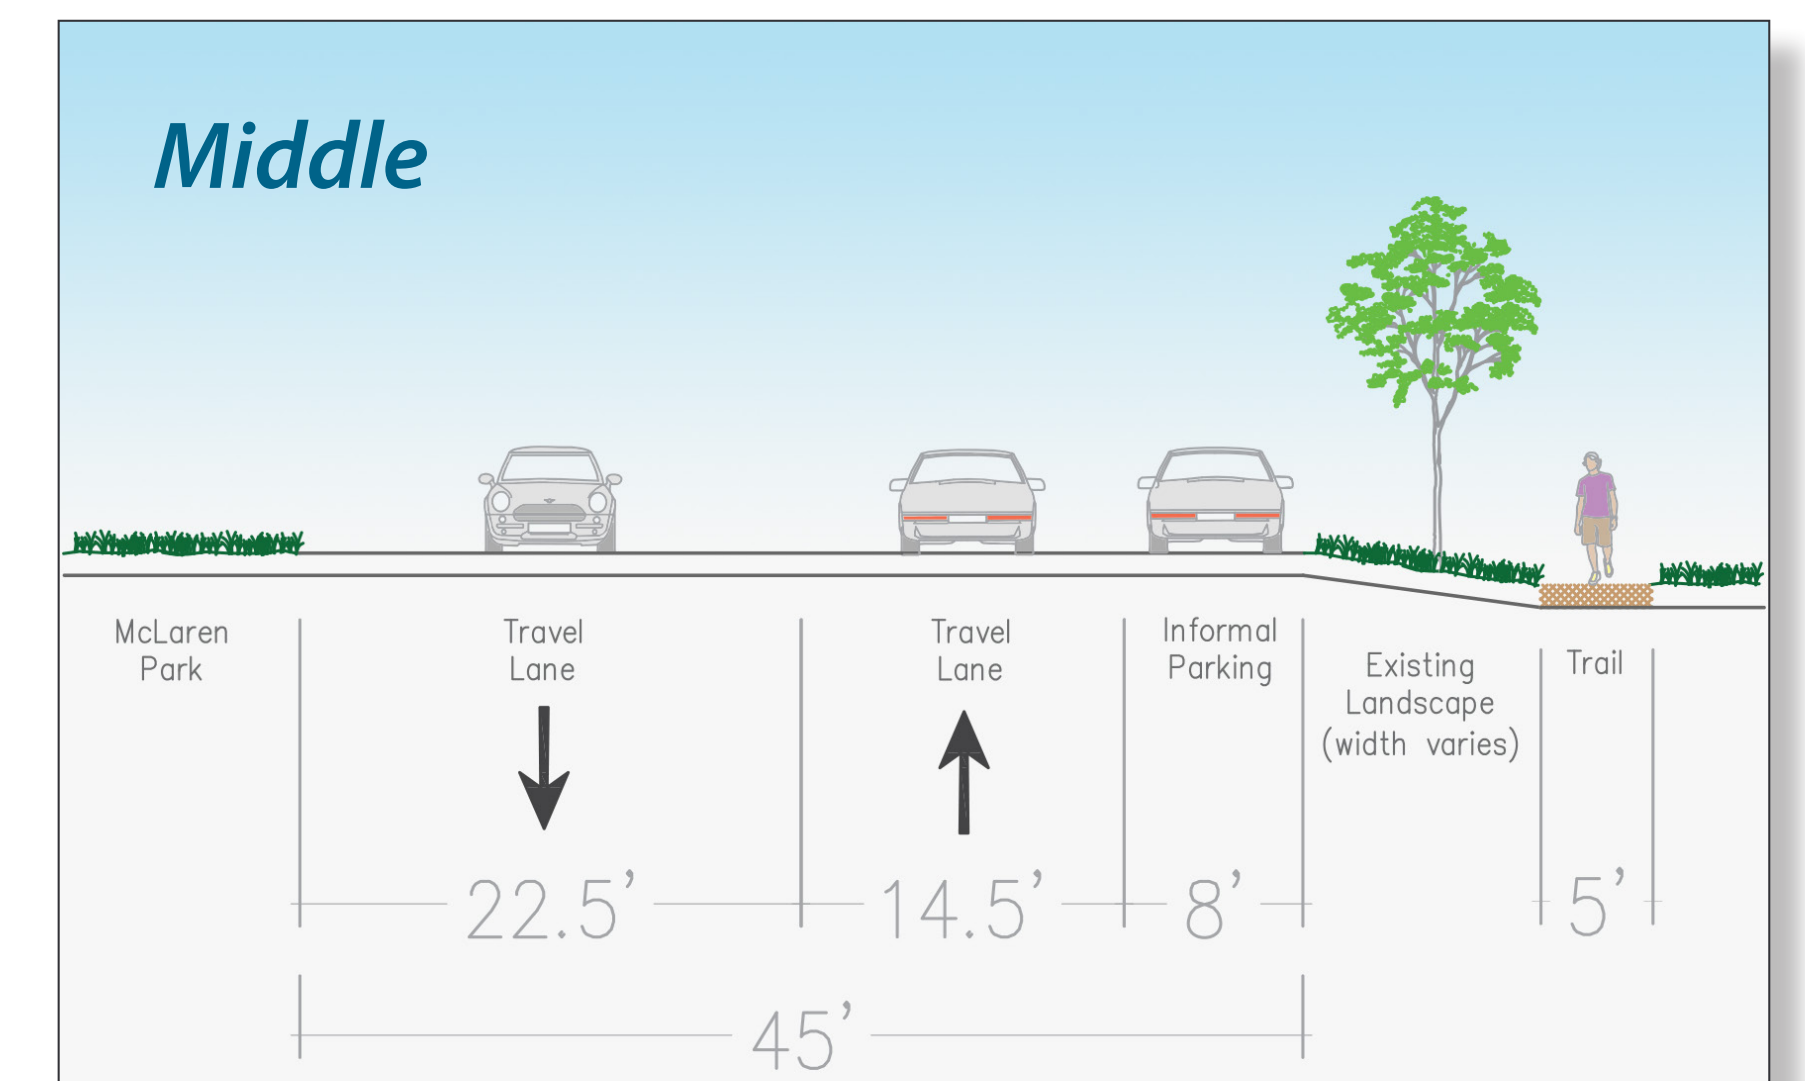 Middle
McLaren
Park
Travel
Lane
Travel
Lane
Informal
Parking
Existing
Landscape
(width varies)
Trail
22.5’
14.5’
8’
5’
45’